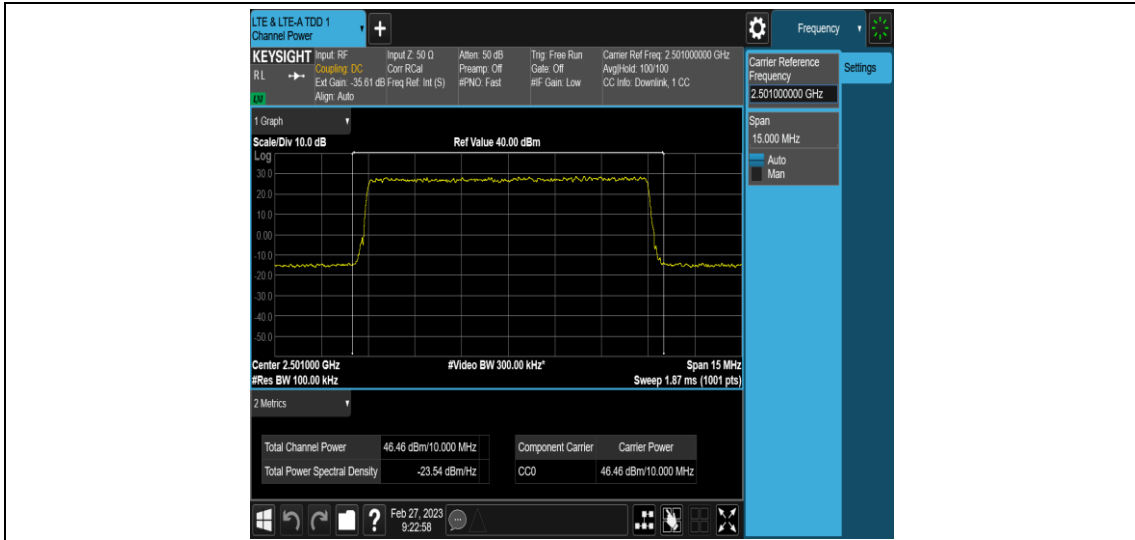 LTE & LTE-A TDD 1
Channel Power
Frequency
KEYSIGHT
R L
LXI
Input: RF
Coupling: DC
Ext Gain: -35.61 dB
Align: Auto
Input Z: 50 Ω
Corr RCal
Freq Ref: Int (S)
Atten: 50 dB
Preamp: Off
#PNO: Fast
Trig: Free Run
Gate: Off
#IF Gain: Low
Carrier Ref Freq: 2.501000000 GHz
Avg|Hold: 100/100
CC Info: Downlink, 1 CC
Carrier Reference
Frequency
2.501000000 GHz
Settings
Span
15.000 MHz
Auto
Man
1 Graph
Scale/Div 10.0 dB
Ref Value 40.00 dBm
Log
30.0
20.0
10.0
0.00
-10.0
-20.0
-30.0
-40.0
-50.0
Center 2.501000 GHz
#Video BW 300.00 kHz*
Span 15 MHz
#Res BW 100.00 kHz
Sweep 1.87 ms (1001 pts)
2 Metrics
Total Channel Power 46.46 dBm/10.000 MHz
Total Power Spectral Density -23.54 dBm/Hz
Component Carrier Carrier Power
CC0 46.46 dBm/10.000 MHz
Feb 27, 2023
9:22:58